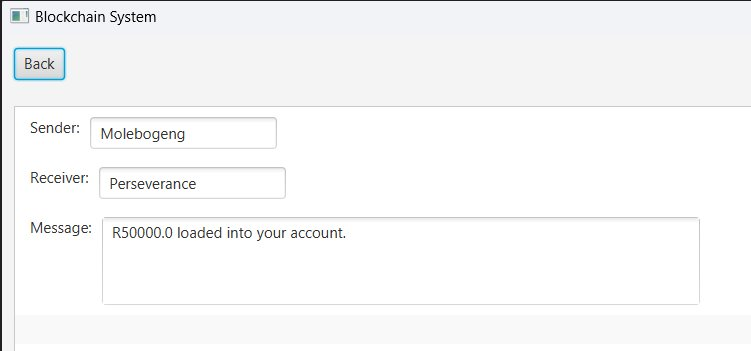 Blockchain System
Back
Sender: Molebogeng
Receiver: Perseverance
Message: R50000.0 loaded into your account.